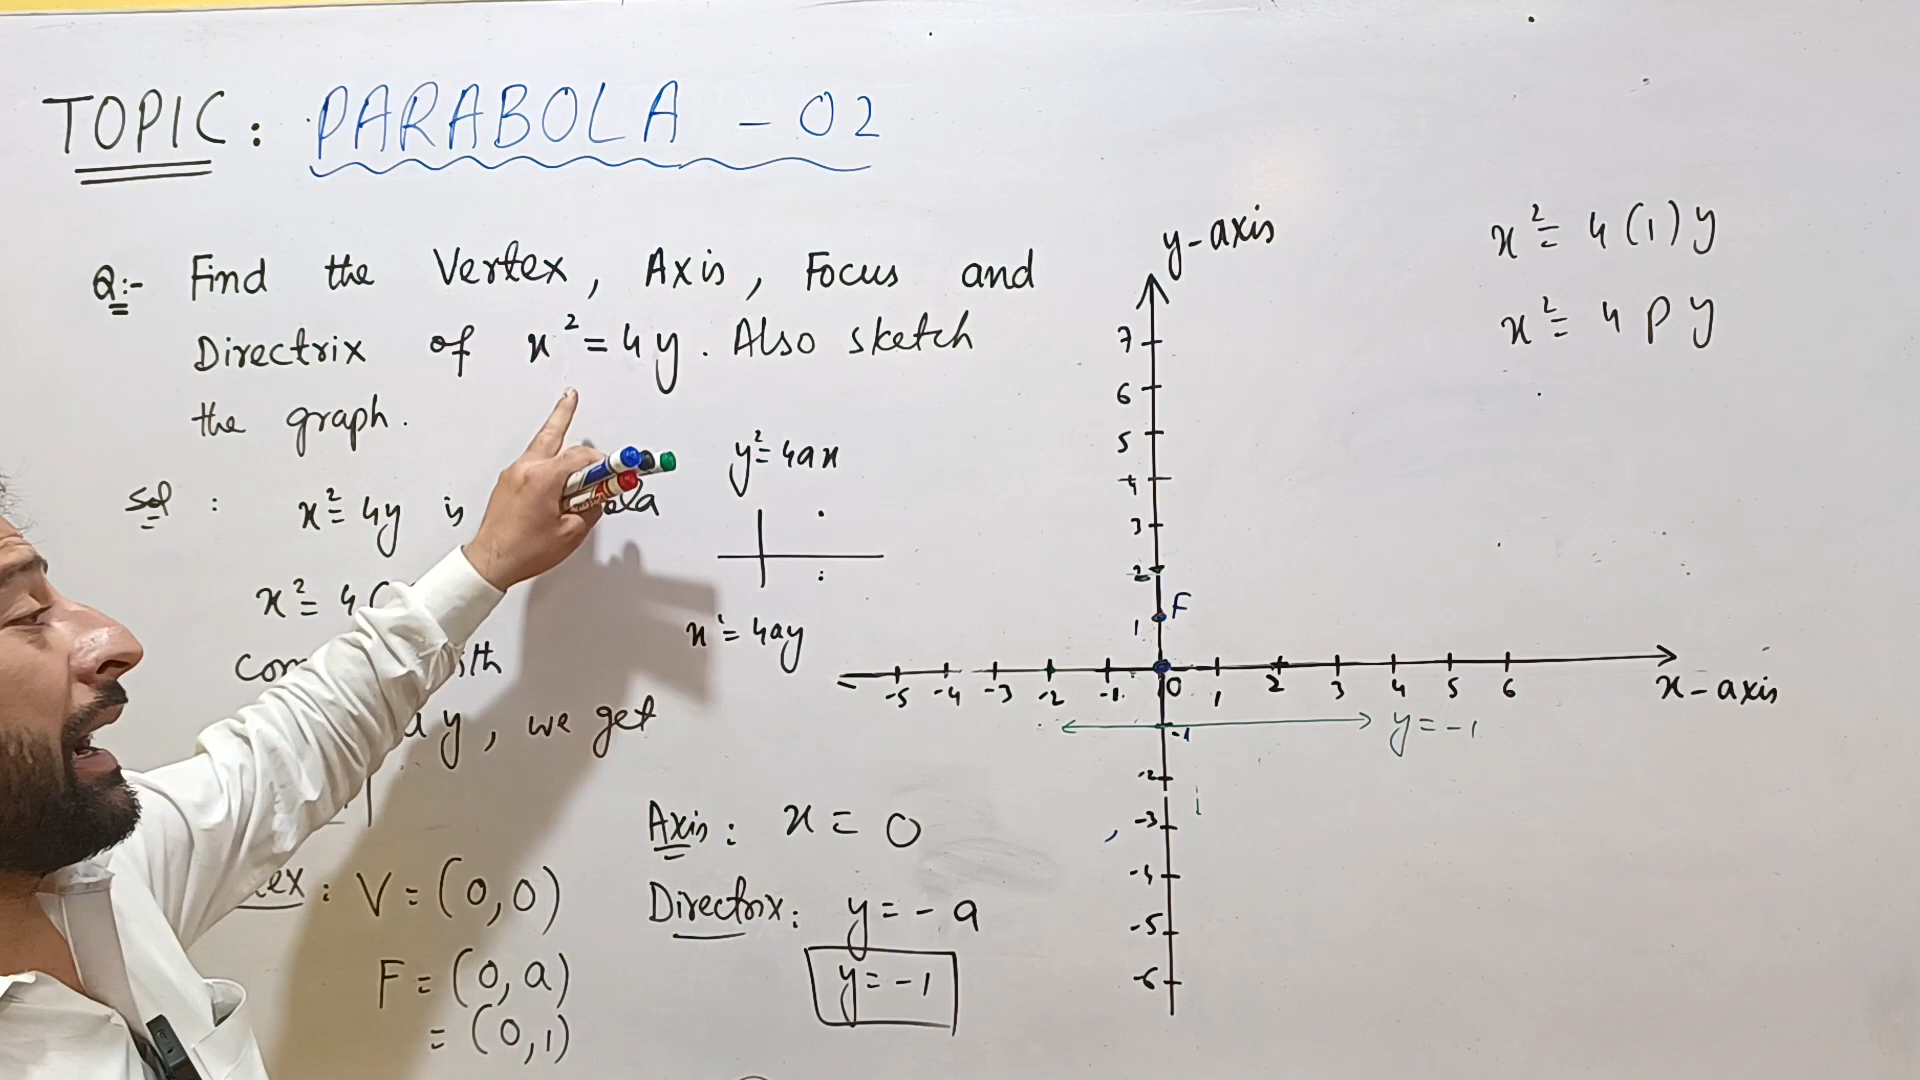 TOPIC: PARABOLA - 02
Q:- Find the Vertex, Axis, Focus and
Directrix of x² = 4y. Also sketch
the graph.
Sol : x² = 4y is
x² = 4
y, we get
V = (0,0)
F = (0,a)
= (0,1)
y² = 4ax
x² = 4ay
Axis: x = 0
Directrix: y = - a
y = -1
y-axis
7
6
5
4
3
2
1 F
-5 -4 -3 -2 -1 0 1 2 3 4 5 6
x-axis
y = -1
-1
-2
-3
-4
-5
-6
x² = 4(1)y
x² = 4py